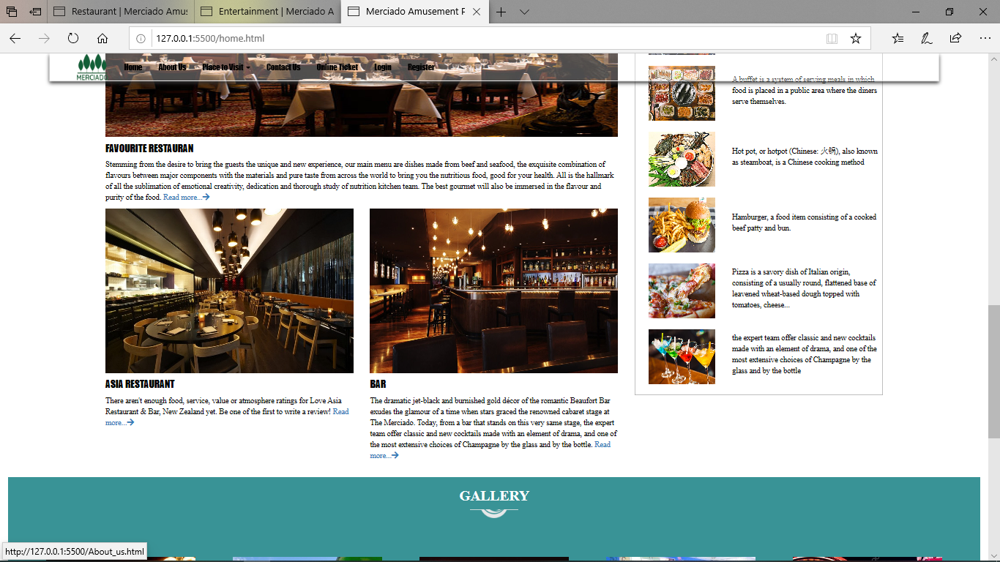 Restaurant | Merciado Amus
Entertainment | Merciado A
Merciado Amusement P
127.0.0.1:5500/home.html
MERCIADO
Home
About Us
Place to Visit
Contact Us
Online Ticket
Login
Register
FAVOURITE RESTAURAN
Stemming from the desire to bring the guests the unique and new experience, our main menu are dishes made from beef and seafood, the exquisite combination of
flavours between major components with the materials and pure taste from across the world to bring you the nutritious food, good for your health. All is the hallmark
of all the sublimation of emotional creativity, dedication and thorough study of nutrition kitchen team. The best gourmet will also be immersed in the flavour and
purity of the food. Read more...
ASIA RESTAURANT
There aren't enough food, service, value or atmosphere ratings for Love Asia
Restaurant & Bar, New Zealand yet. Be one of the first to write a review! Read
more...
BAR
The dramatic jet-black and burnished gold décor of the romantic Beaufort Bar
exudes the glamour of a time when stars graced the renowned cabaret stage at
The Merciado. Today, from a bar that stands on this very same stage, the expert
team offer classic and new cocktails made with an element of drama, and one of
the most extensive choices of Champagne by the glass and by the bottle. Read
more...
A buffet is a system of serving meals in which
food is placed in a public area where the diners
serve themselves.
Hot pot, or hotpot (Chinese: 火锅), also known
as steamboat, is a Chinese cooking method
Hamburger, a food item consisting of a cooked
beef patty and bun.
Pizza is a savory dish of Italian origin,
consisting of a usually round, flattened base of
leavened wheat-based dough topped with
tomatoes, cheese...
the expert team offer classic and new cocktails
made with an element of drama, and one of the
most extensive choices of Champagne by the
glass and by the bottle
GALLERY
http://127.0.0.1:5500/About_us.html